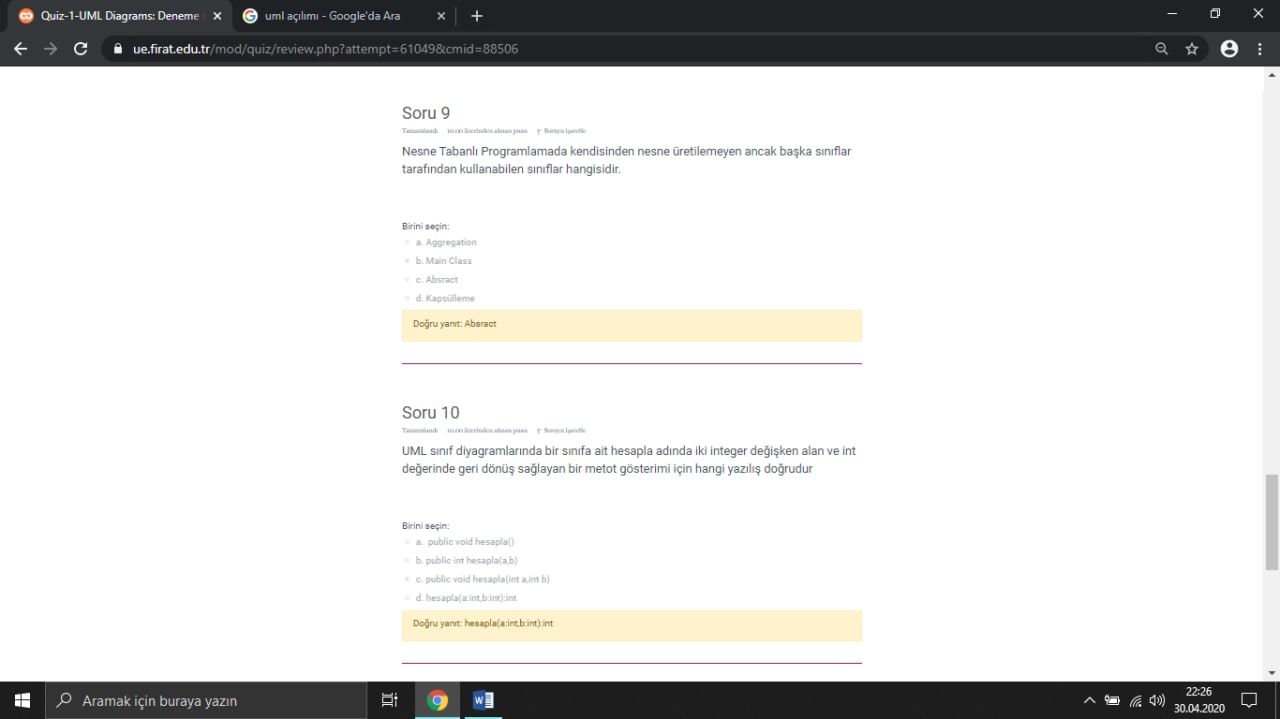 Quiz-1-UML Diagrams: Deneme
uml açılımı - Google'da Ara
ue.firat.edu.tr/mod/quiz/review.php?attempt=61049&cmid=88506
Soru 9
Tamamlandı 10.00 üzerinden alınan puan Soruyu işaretle
Nesne Tabanlı Programlamada kendisinden nesne üretilemeyen ancak başka sınıflar
tarafından kullanabilen sınıflar hangisidir.
Birini seçin:
a. Aggregation
b. Main Class
c. Absract
d. Kapsülleme
Doğru yanıt: Absract
Soru 10
Tamamlandı 10.00 üzerinden alınan puan Soruyu işaretle
UML sınıf diyagramlarında bir sınıfa ait hesapla adında iki integer değişken alan ve int
değerinde geri dönüş sağlayan bir metot gösterimi için hangi yazılış doğrudur
Birini seçin:
a. public void hesapla()
b. public int hesapla(a,b)
c. public void hesapla(int a,int b)
d. hesapla(a:int,b:int):int
Doğru yanıt: hesapla(a:int,b:int):int
Aramak için buraya yazın
22:26
30.04.2020